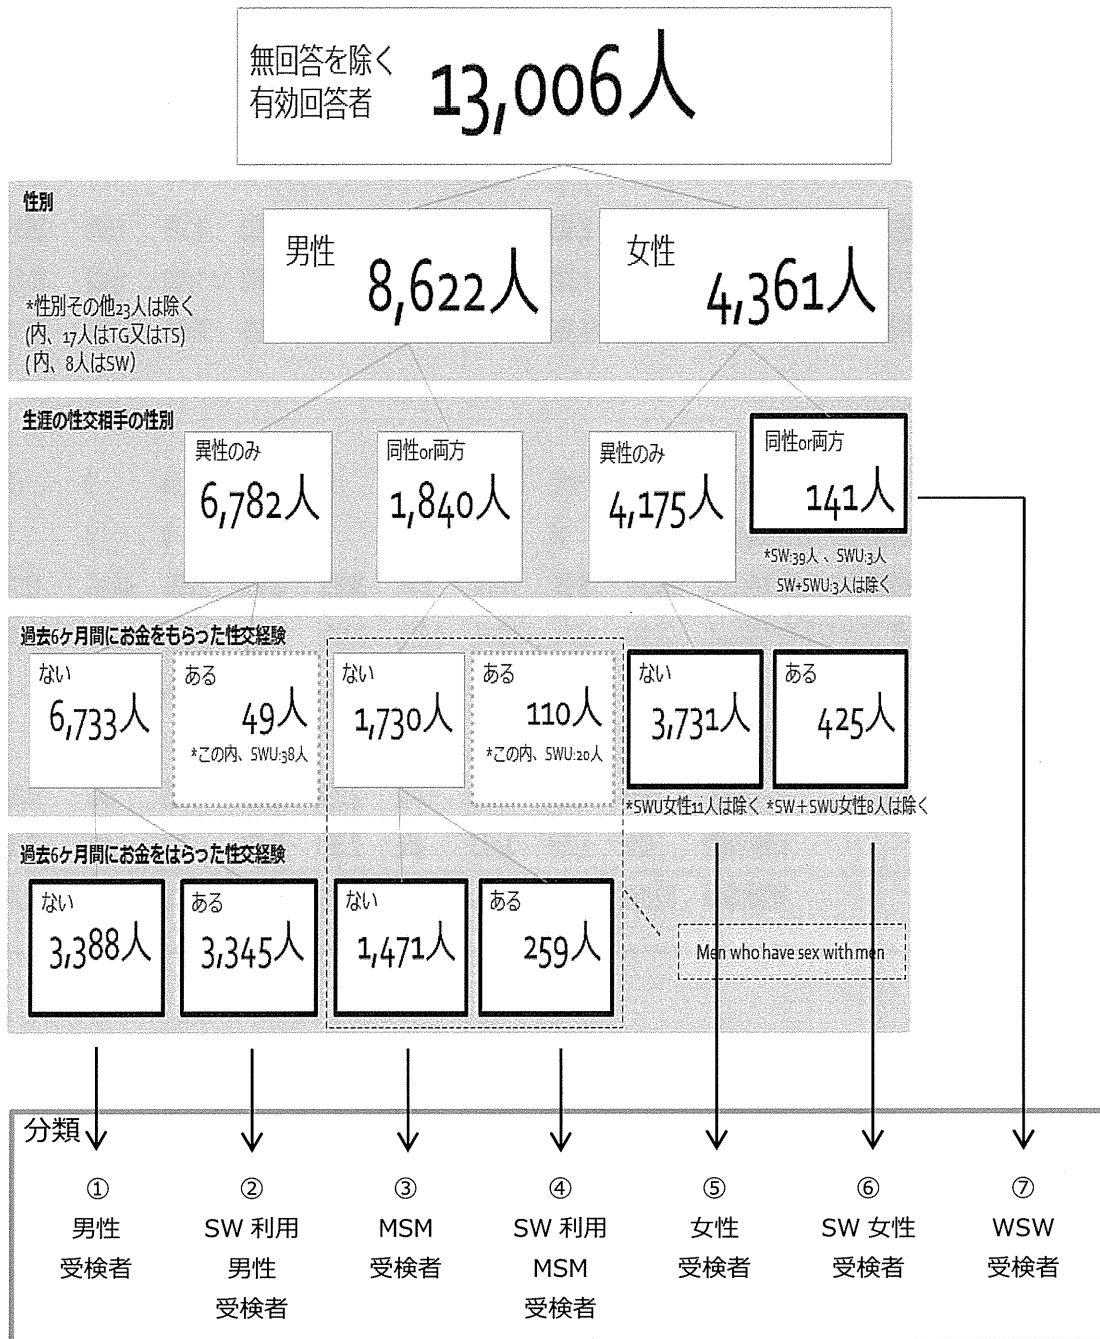 無回答を除く
有効回答者
13,006人
性別
男性
8,622人
女性
4,361人
*性別その他23人は除く
(内、17人はTG又はTS)
(内、8人はSW)
生涯の性交相手の性別
異性のみ
6,782人
同性or両方
1,840人
異性のみ
4,175人
同性or両方
141人
*SW:39人、SWU:3人
SW+SWU:3人は除く
過去6ヶ月間にお金をもらった性交経験
ない
6,733人
ある
49人
*この内、SWU:38人
ない
1,730人
ある
110人
*この内、SWU:20人
ない
3,731人
ある
425人
*SWU女性11人は除く
*SW+SWU女性8人は除く
過去6ヶ月間にお金をはらった性交経験
ない
3,388人
ある
3,345人
ない
1,471人
ある
259人
Men who have sex with men
分類
①
男性
受検者
②
SW 利用
男性
受検者
③
MSM
受検者
④
SW 利用
MSM
受検者
⑤
女性
受検者
⑥
SW 女性
受検者
⑦
WSW
受検者